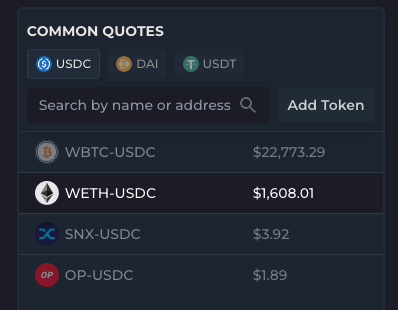 COMMON QUOTES
USDC DAI USDT
Search by name or address Add Token
WBTC-USDC $22,773.29
WETH-USDC $1,608.01
SNX-USDC $3.92
OP OP-USDC $1.89